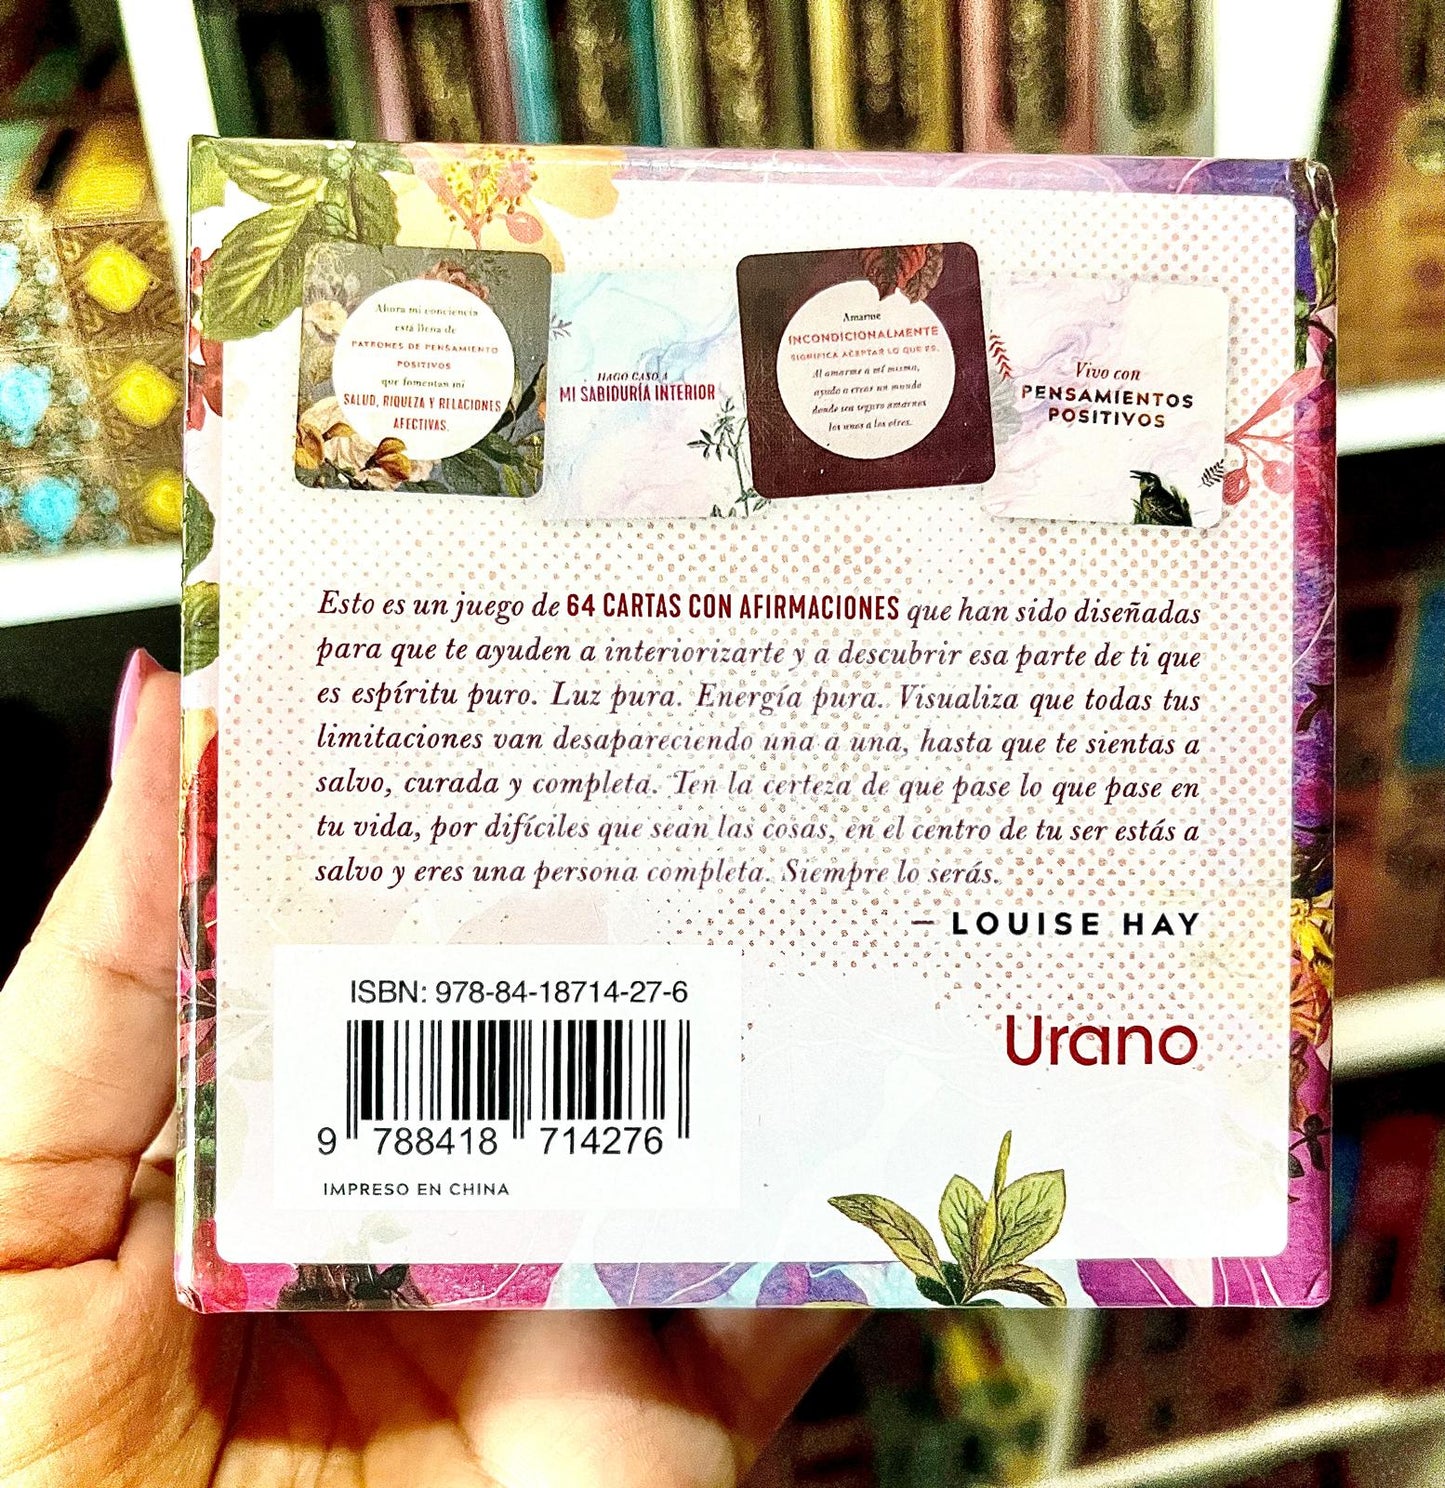 Ahora mi conciencia
está llena de
PATRONES DE PENSAMIENTO
POSITIVOS
que fomentan mi
SALUD, RIQUEZA Y RELACIONES
AFECTIVAS.
HAGO CASO A
MI SABIDURÍA INTERIOR
Amarme
INCONDICIONALMENTE
SIGNIFICA ACEPTAR LO QUE ES.
Al amarme a mí misma,
ayudo a crear un mundo
donde sea seguro amarnos
los unos a los otros.
Vivo con
PENSAMIENTOS
POSITIVOS
Esto es un juego de 64 CARTAS CON AFIRMACIONES que han sido diseñadas
para que te ayuden a interiorizarte y a descubrir esa parte de ti que
es espíritu puro. Luz pura. Energía pura. Visualiza que todas tus
limitaciones van desapareciendo una a una, hasta que te sientas a
salvo, curada y completa. Ten la certeza de que pase lo que pase en
tu vida, por difíciles que sean las cosas, en el centro de tu ser estás a
salvo y eres una persona completa. Siempre lo serás.
— LOUISE HAY
ISBN: 978-84-18714-27-6
9 788418 714276
IMPRESO EN CHINA
Urano